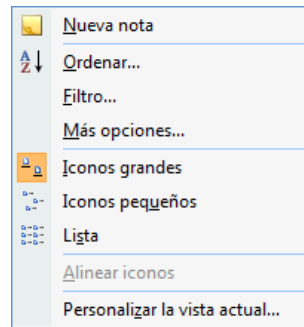 Nueva nota
A
Z
Ordenar...
Filtro...
Más opciones...
Iconos grandes
Iconos pequeños
Lista
Alinear iconos
Personalizar la vista actual...